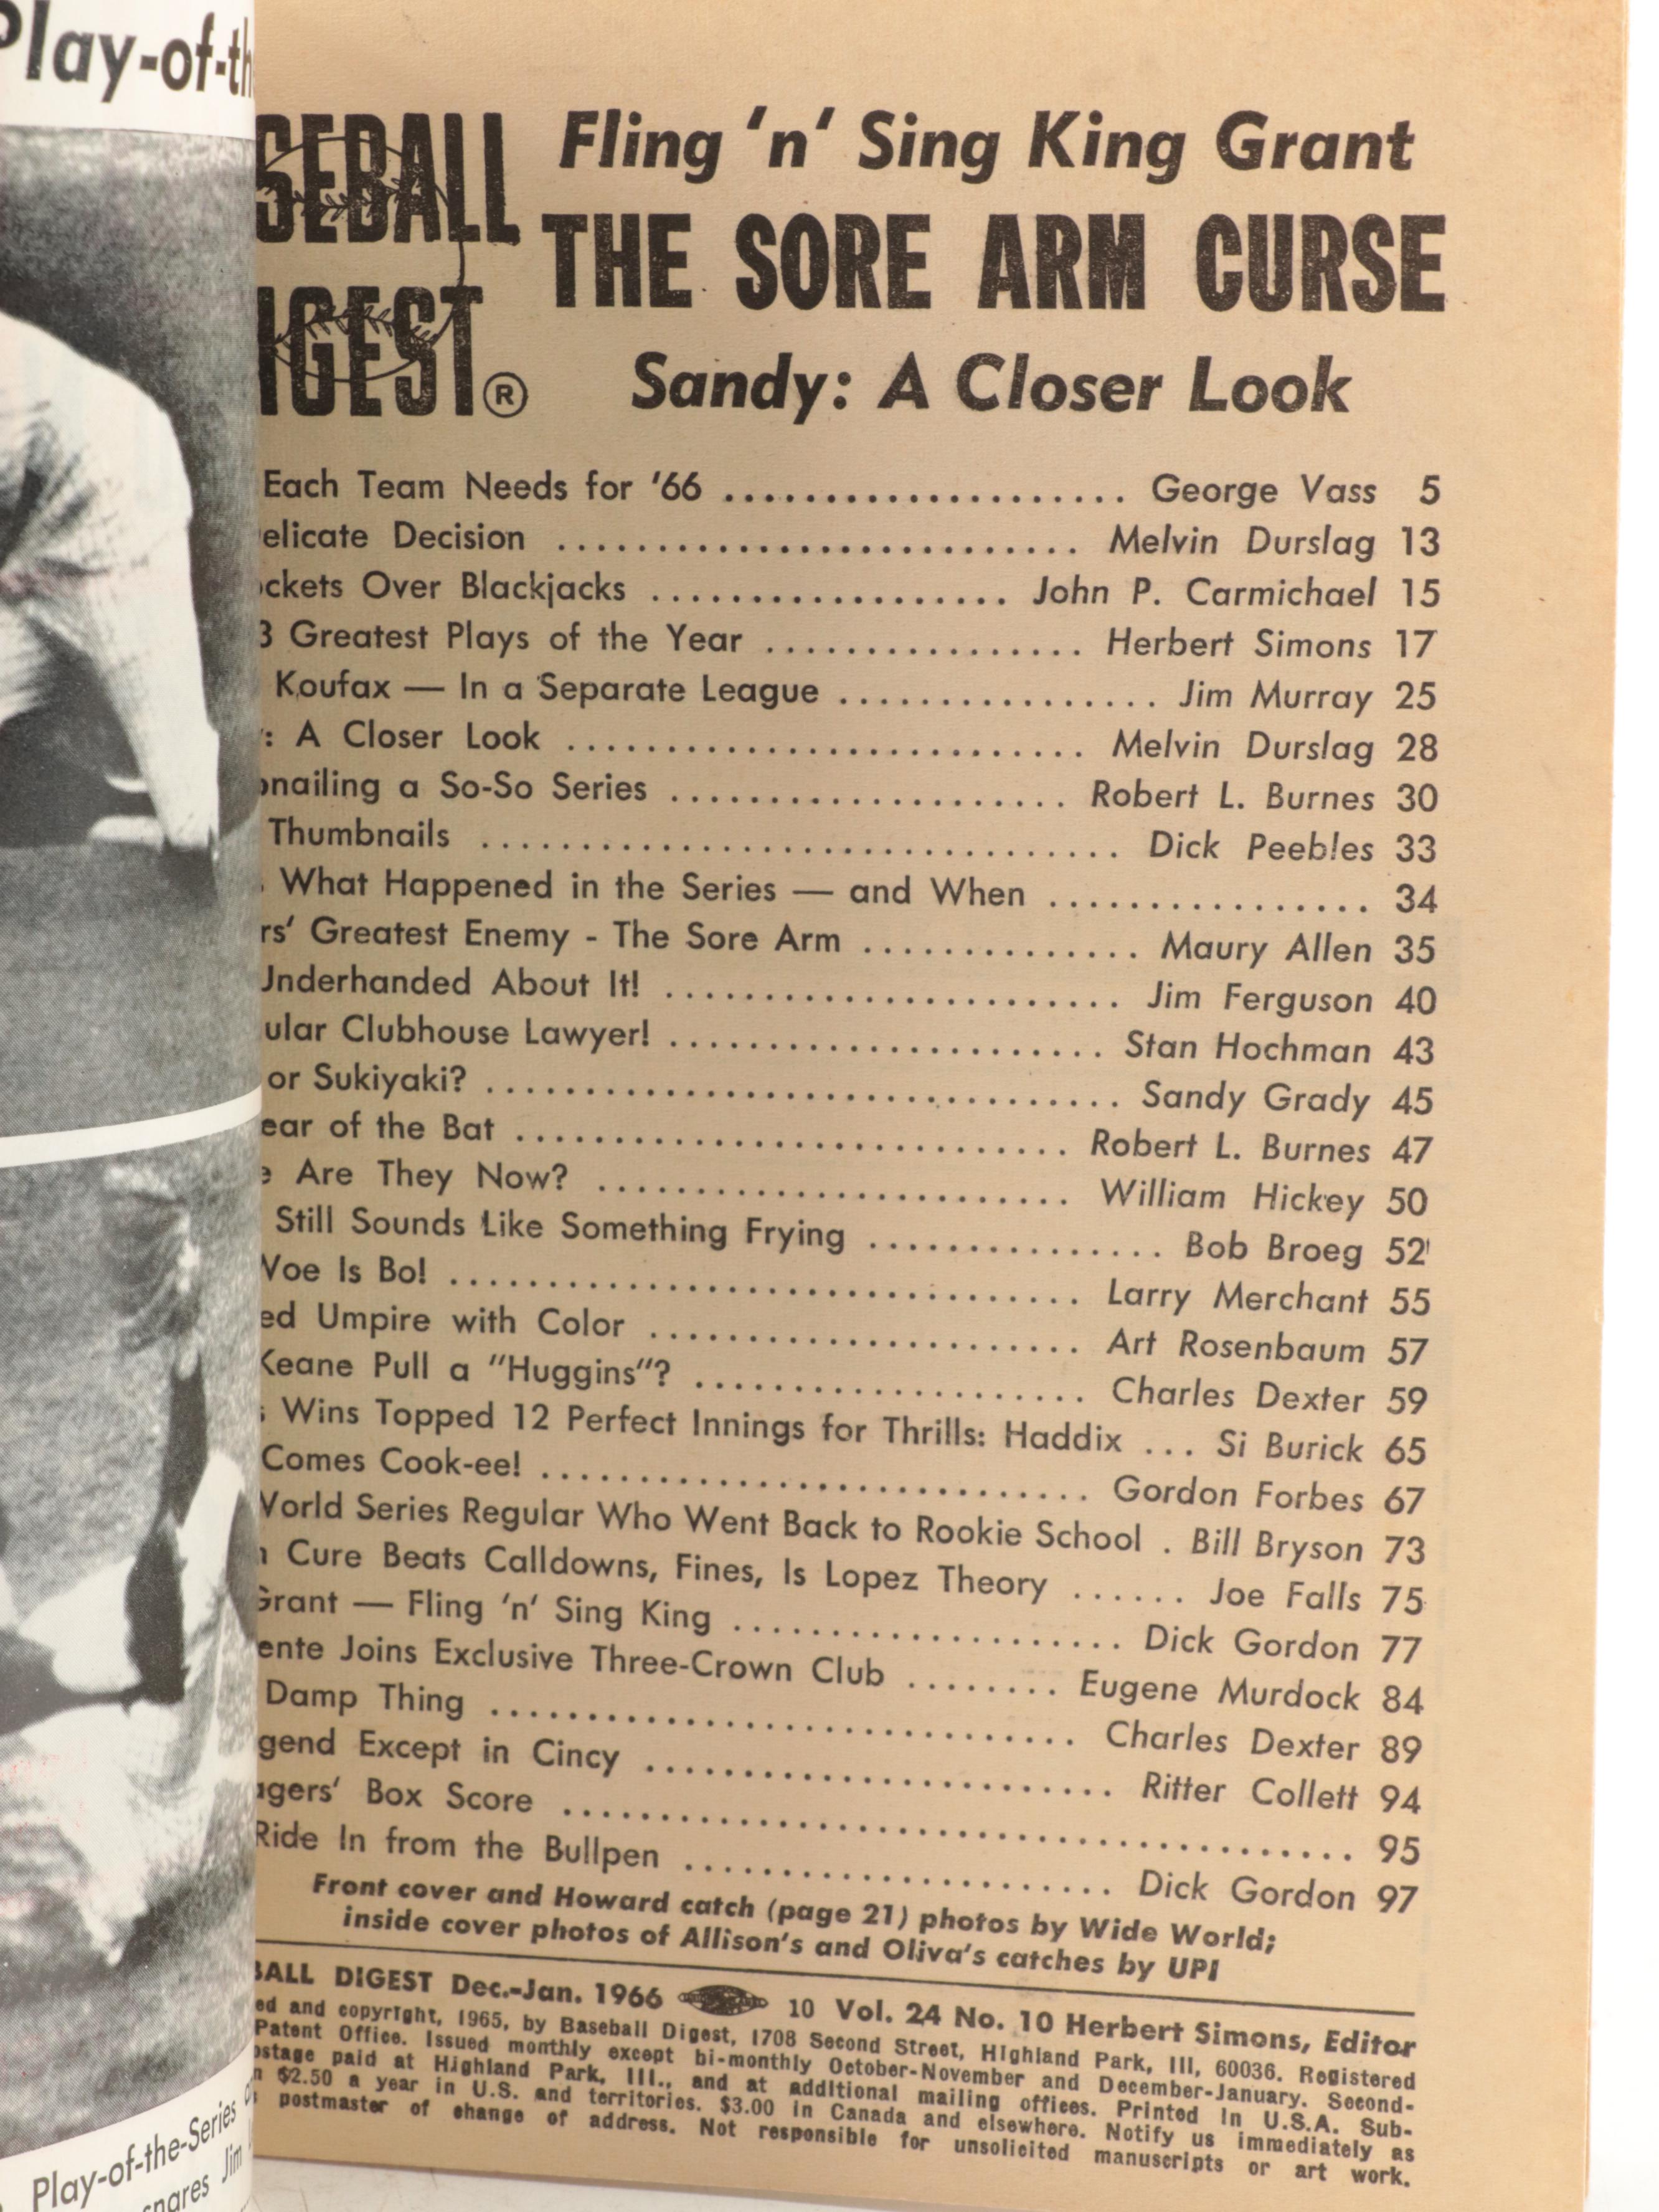 Play-of-th
SEBALL
IGEST®
Fling 'n' Sing King Grant
THE SORE ARM CURSE
Sandy: A Closer Look
Each Team Needs for '66 ........................ George Vass 5
elicate Decision ........................ Melvin Durslag 13
ckets Over Blackjacks ........................ John P. Carmichael 15
3 Greatest Plays of the Year ........................ Herbert Simons 17
Koufax — In a Separate League ........................ Jim Murray 25
: A Closer Look ........................ Melvin Durslag 28
nailing a So-So Series ........................ Robert L. Burnes 30
Thumbnails ........................ Dick Peebles 33
What Happened in the Series — and When ........................ 34
rs' Greatest Enemy - The Sore Arm ........................ Maury Allen 35
Underhanded About It! ........................ Jim Ferguson 40
ular Clubhouse Lawyer! ........................ Stan Hochman 43
or Sukiyaki? ........................ Sandy Grady 45
ear of the Bat ........................ Robert L. Burnes 47
e Are They Now? ........................ William Hickey 50
Still Sounds Like Something Frying ........................ Bob Broeg 52
Woe Is Bo! ........................ Larry Merchant 55
ed Umpire with Color ........................ Art Rosenbaum 57
Keane Pull a "Huggins"? ........................ Charles Dexter 59
s Wins Topped 12 Perfect Innings for Thrills: Haddix ... Si Burick 65
Comes Cook-ee! ........................ Gordon Forbes 67
World Series Regular Who Went Back to Rookie School . Bill Bryson 73
n Cure Beats Calldowns, Fines, Is Lopez Theory ...... Joe Falls 75
Grant — Fling 'n' Sing King ........................ Dick Gordon 77
ente Joins Exclusive Three-Crown Club ........ Eugene Murdock 84
Damp Thing ........................ Charles Dexter 89
gend Except in Cincy ........................ Ritter Collett 94
agers' Box Score ........................ 95
Ride In from the Bullpen ........................ Dick Gordon 97
Front cover and Howard catch (page 21) photos by Wide World;
inside cover photos of Allison's and Oliva's catches by UPI
BALL DIGEST Dec.-Jan. 1966 10 Vol. 24 No. 10 Herbert Simons, Editor
ed and copyright, 1965, by Baseball Digest, 1708 Second Street, Highland Park, Ill, 60036. Registered
Patent Office. Issued monthly except bi-monthly October-November and December-January. Second-
ostage paid at Highland Park, Ill., and at additional mailing offices. Printed in U.S.A. Sub-
n $2.50 a year in U.S. and territories. $3.00 in Canada and elsewhere. Notify us immediately as
s postmaster of change of address. Not responsible for unsolicited manuscripts or art work.
Play-of-the-Series
snares Jim